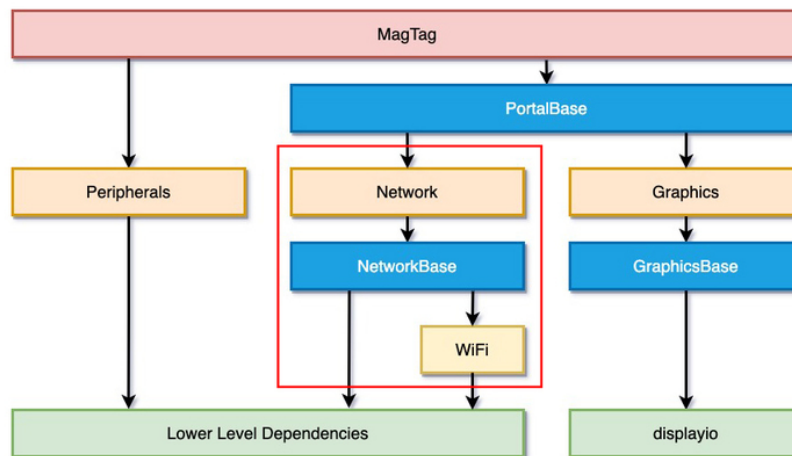 MagTag
PortalBase
Peripherals
Network
Graphics
NetworkBase
GraphicsBase
WiFi
Lower Level Dependencies
displayio